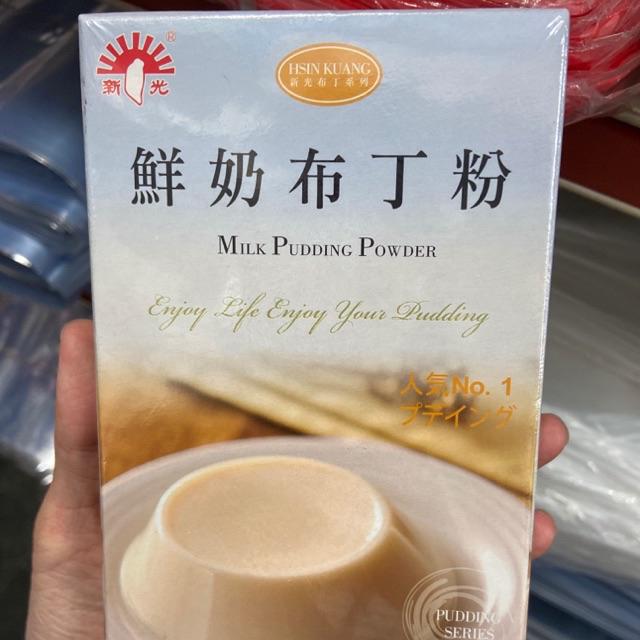 新光®
HSIN KUANG
新光布丁系列
鮮奶布丁粉
MILK PUDDING POWDER
Enjoy Life Enjoy Your Pudding
人気No. 1
プディング
PUDDING
SERIES